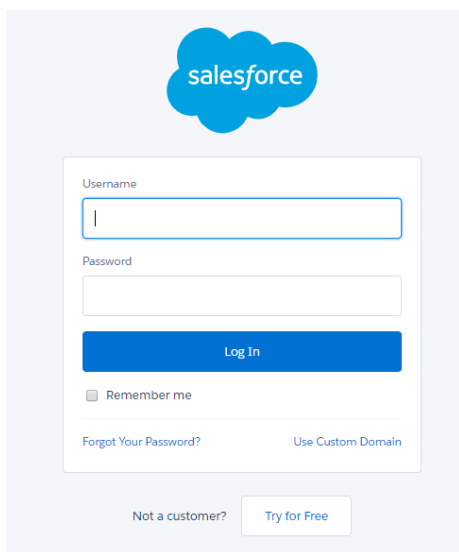 salesforce
Username
Password
Log In
Remember me
Forgot Your Password? Use Custom Domain
Not a customer? Try for Free